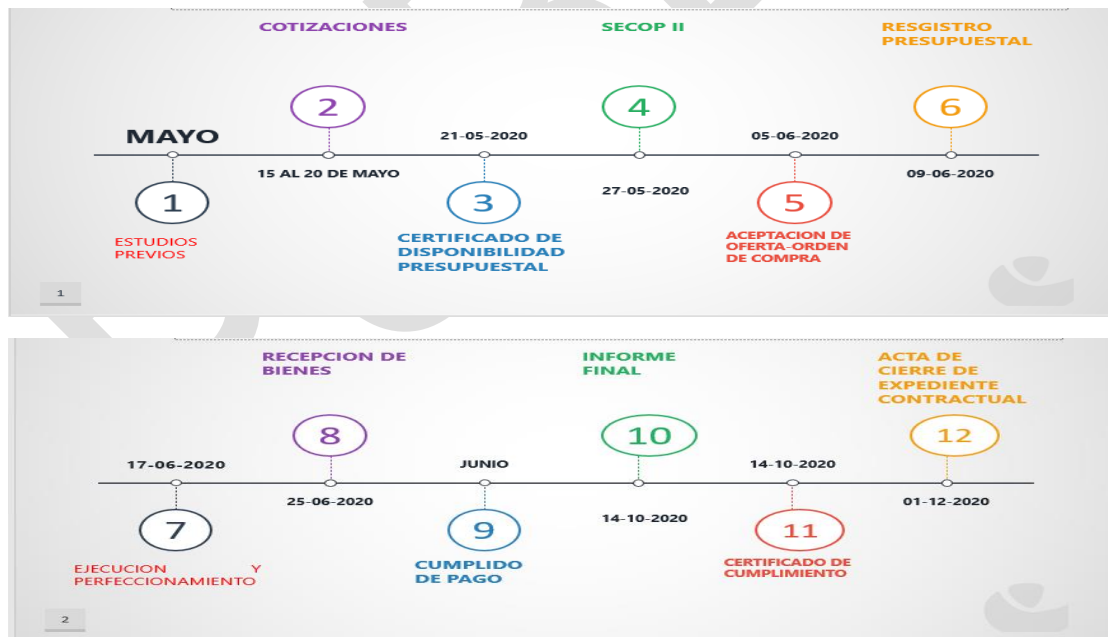 COTIZACIONES
SECOP II
RESGISTRO
PRESUPUESTAL
2
4
6
MAYO
21-05-2020
05-06-2020
15 AL 20 DE MAYO
27-05-2020
09-06-2020
1
3
5
ESTUDIOS
PREVIOS
CERTIFICADO DE
DISPONIBILIDAD
PRESUPUESTAL
ACEPTACION DE
OFERTA-ORDEN
DE COMPRA
1
RECEPCION DE
BIENES
INFORME
FINAL
ACTA DE
CIERRE DE
EXPEDIENTE
CONTRACTUAL
8
10
12
17-06-2020
JUNIO
14-10-2020
25-06-2020
14-10-2020
01-12-2020
7
9
11
EJECUCION Y
PERFECCIONAMIENTO
CUMPLIDO
DE PAGO
CERTIFICADO DE
CUMPLIMIENTO
2